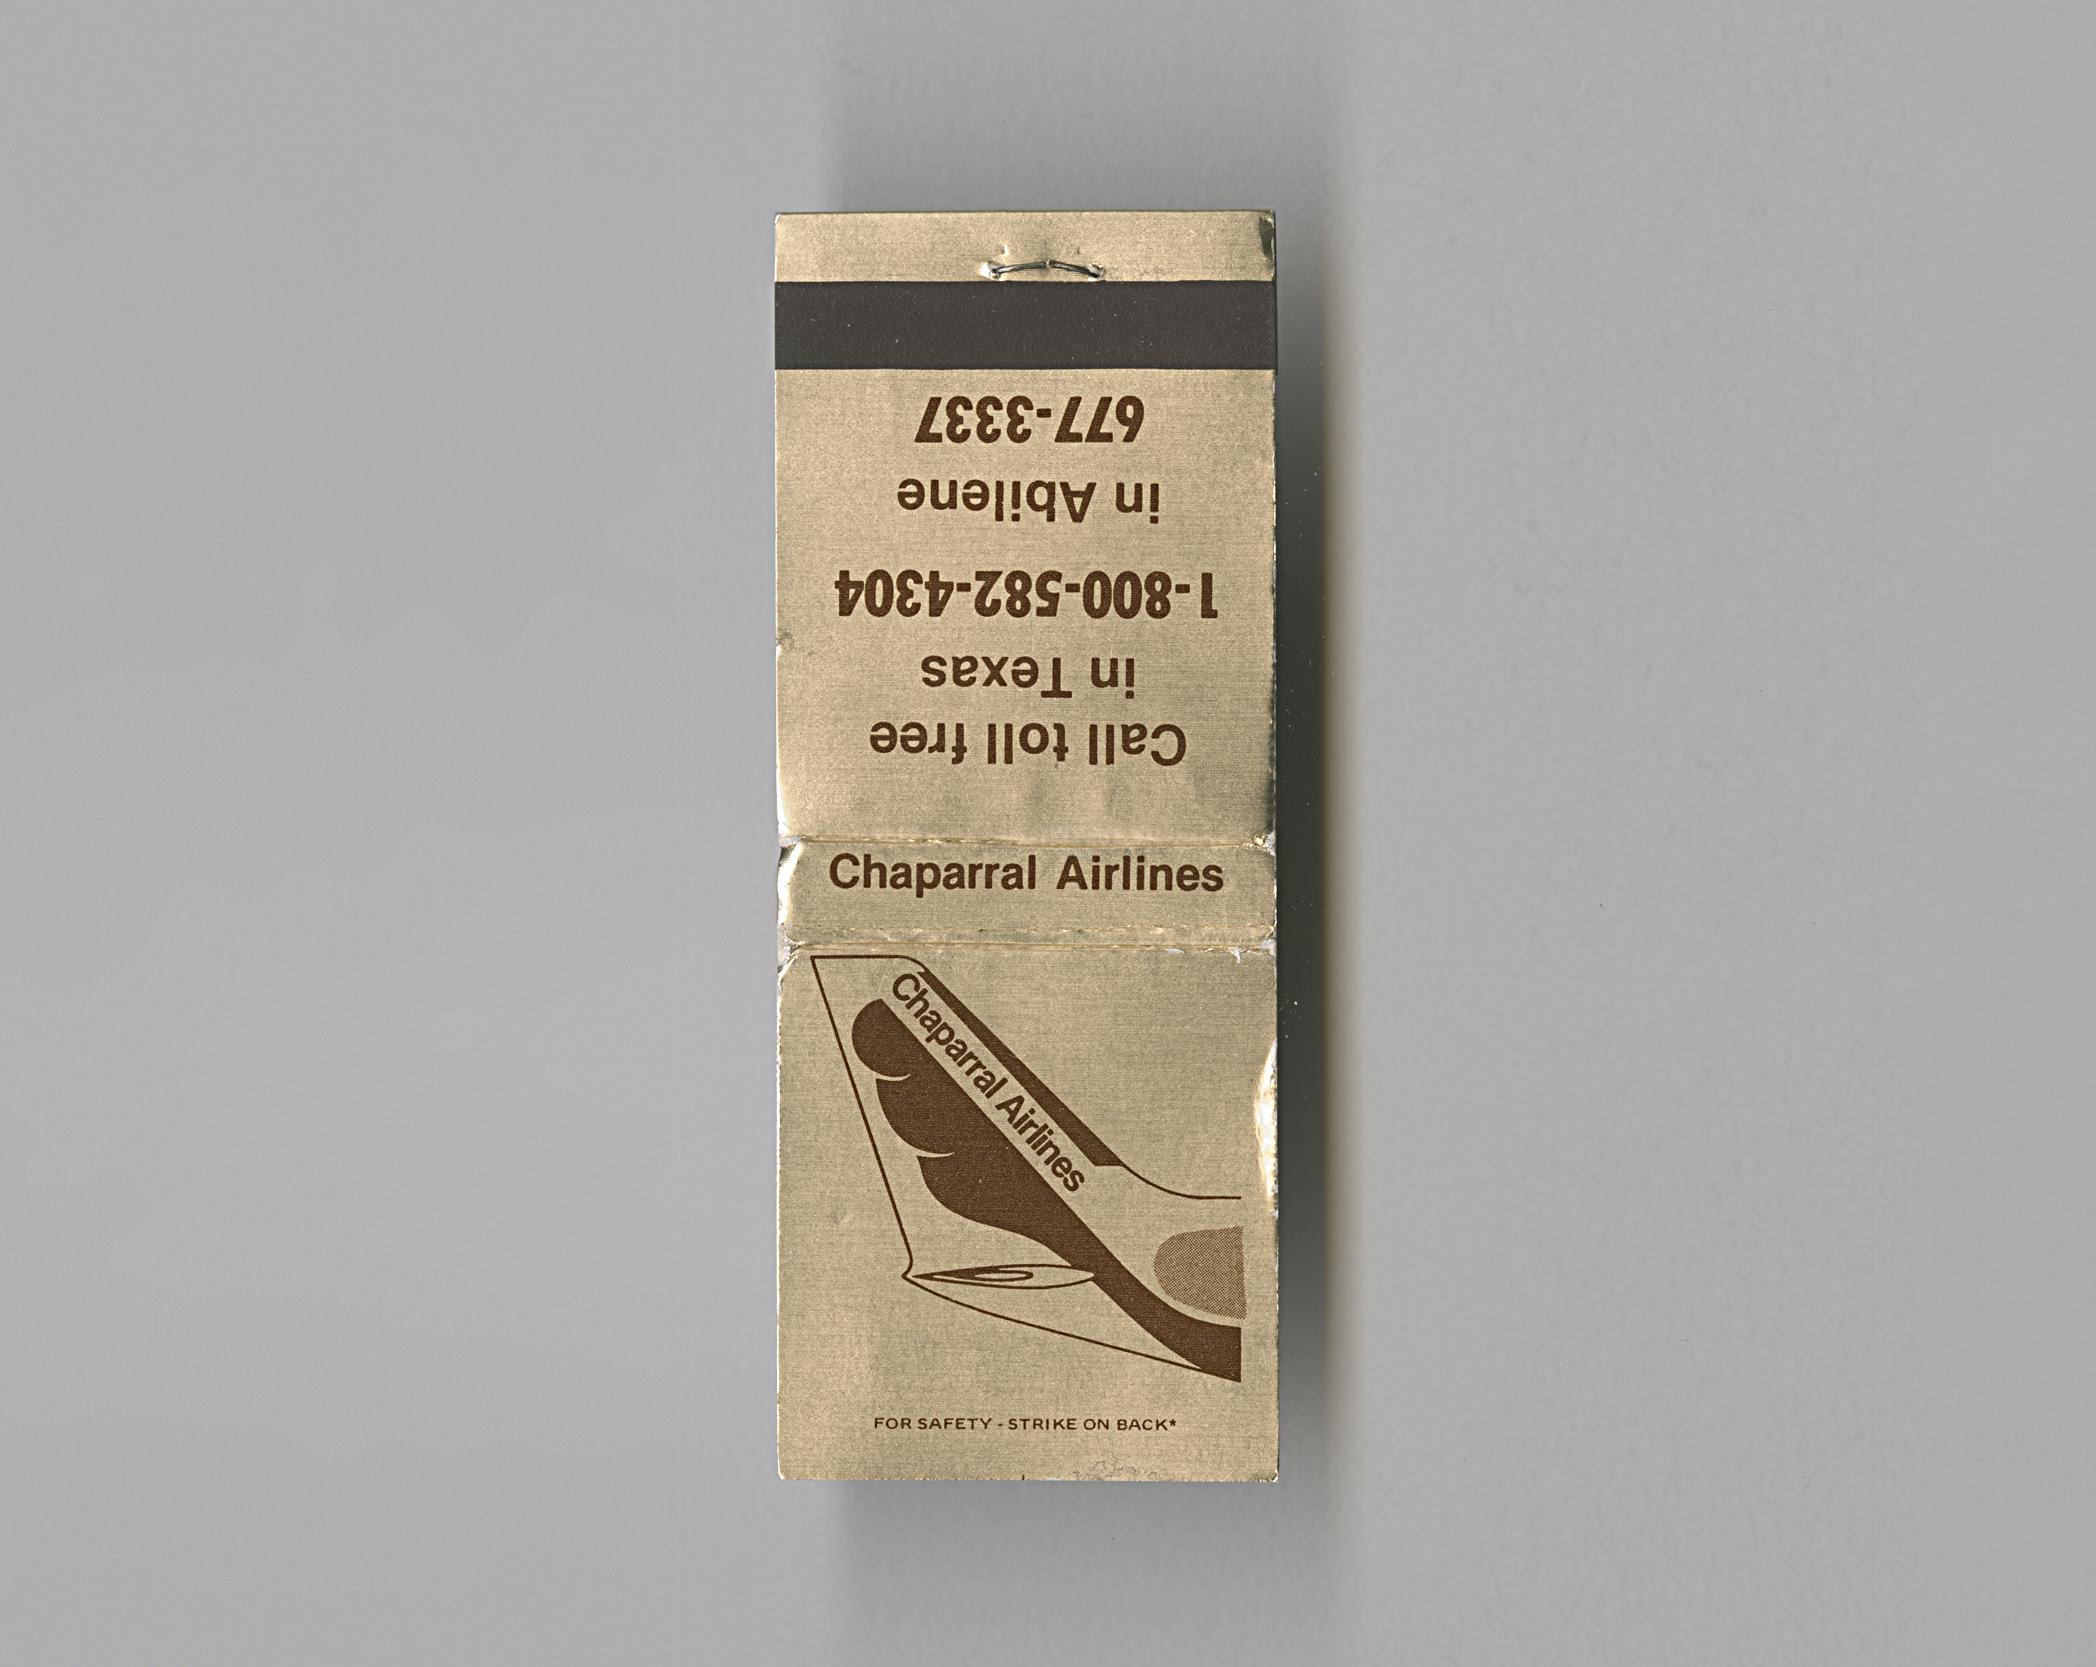 Call toll free
in Texas
1-800-582-4304
in Abilene
677-3337
Chaparral Airlines
Chaparral Airlines
FOR SAFETY - STRIKE ON BACK*